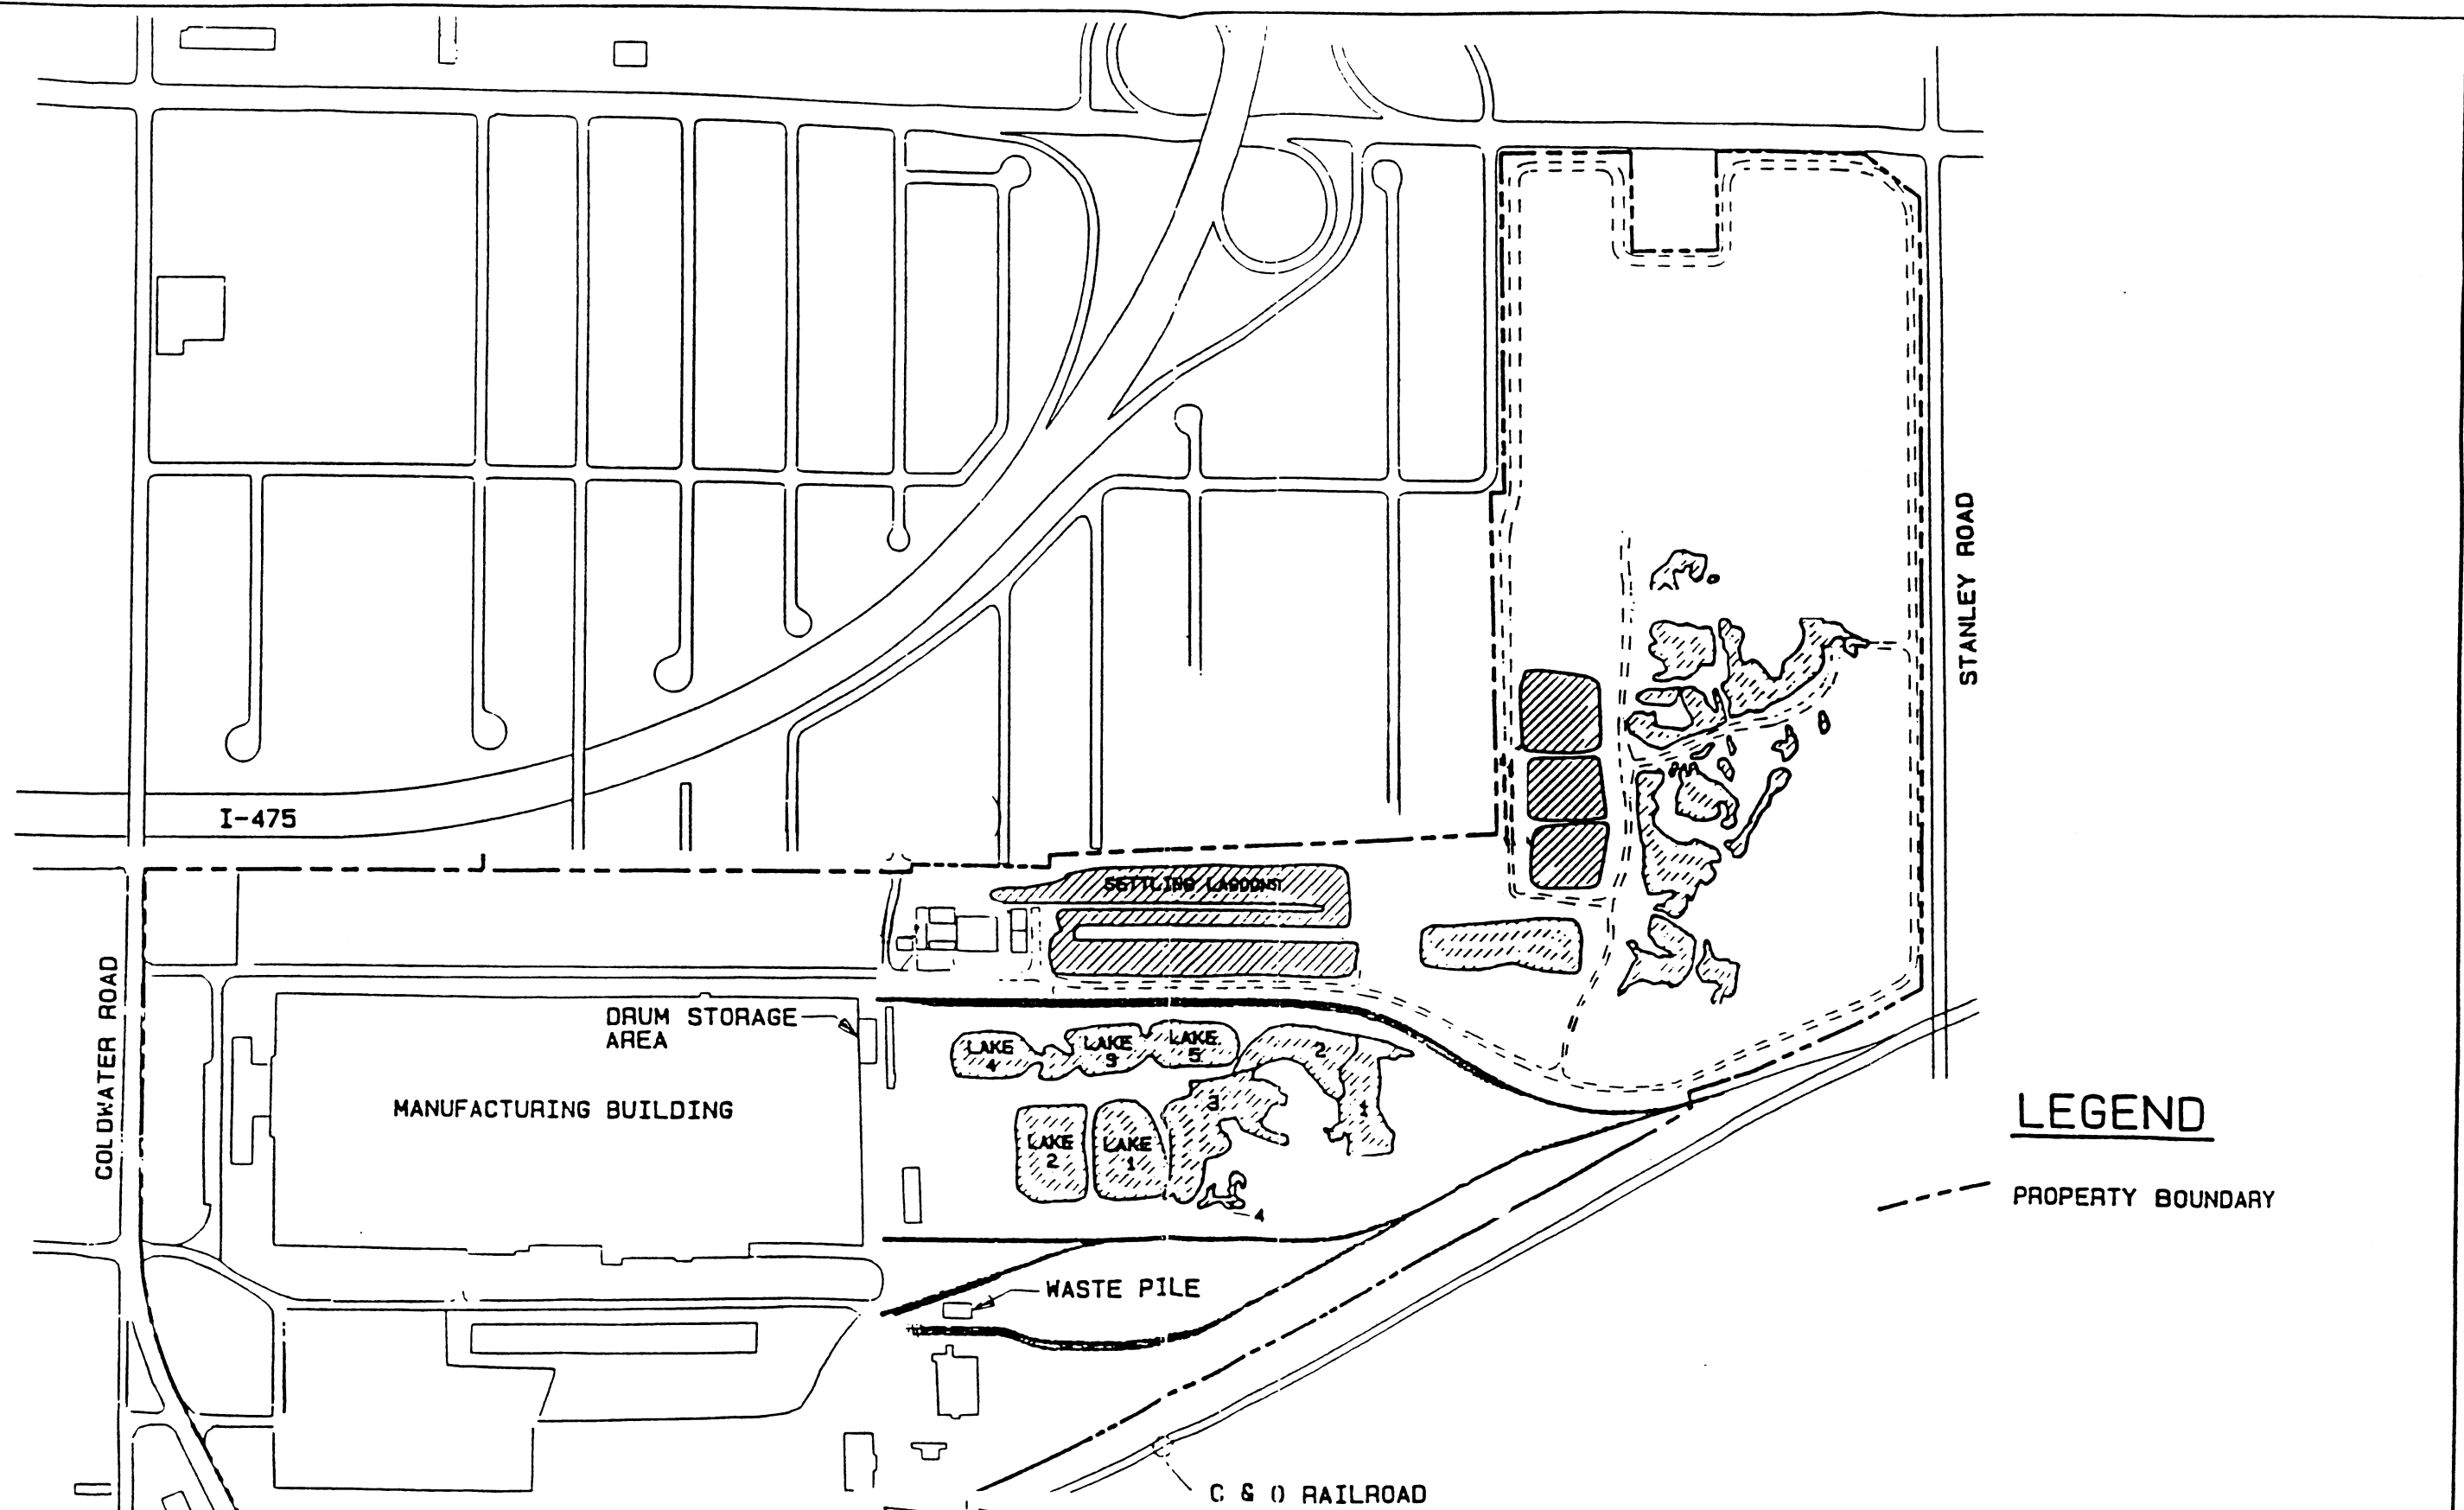 STANLEY ROAD
I-475
SETTLING LAGOONS
COLDWATER ROAD
DRUM STORAGE
AREA
LAKE
4
LAKE
3
LAKE
5
2
MANUFACTURING BUILDING
3
1
LAKE
2
LAKE
1
4
LEGEND
PROPERTY BOUNDARY
WASTE PILE
C & O RAILROAD